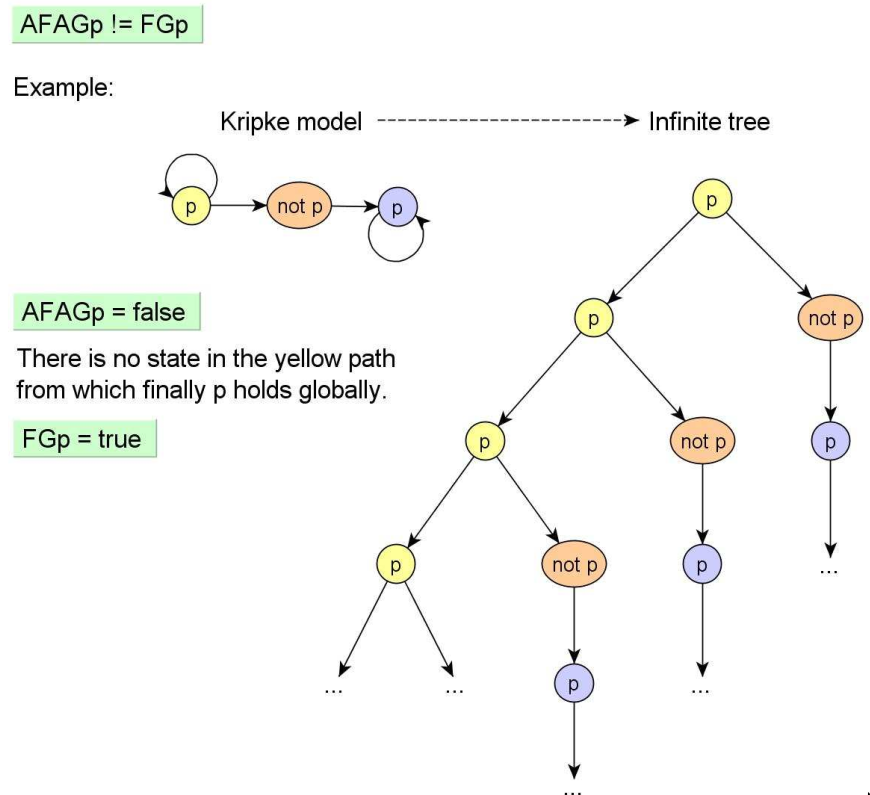 AFAGp != FGp
Example:
Kripke model
Infinite tree
p
not p
p
p
p
not p
AFAGp = false
There is no state in the yellow path
from which finally p holds globally.
FGp = true
p
not p
p
p
not p
p
...
...
...
p
...
...